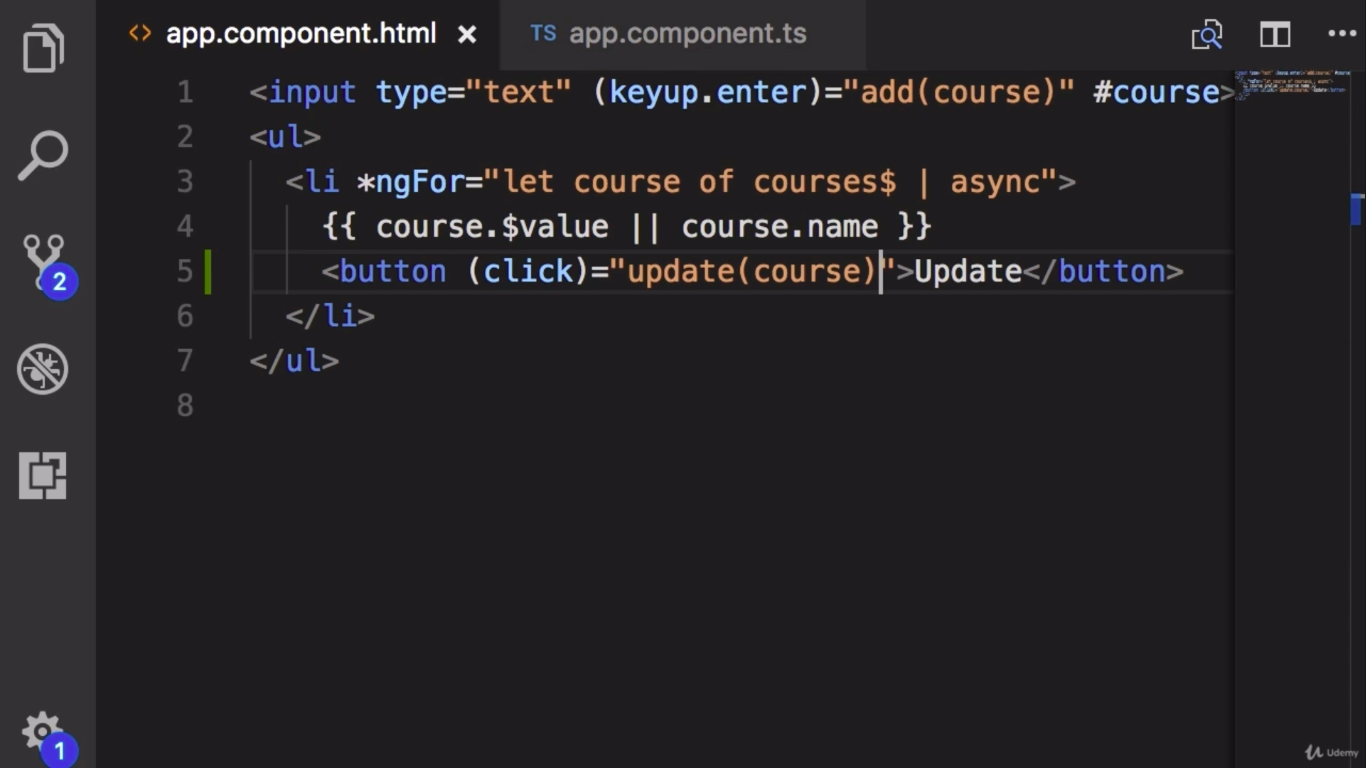 <> app.component.html × TS app.component.ts
1 <input type="text" (keyup.enter)="add(course)" #course>
2 <ul>
3 <li *ngFor="let course of courses$ | async">
4 {{ course.$value || course.name }}
5 <button (click)="update(course)">Update</button>
6 </li>
7 </ul>
8
2
1
Udemy